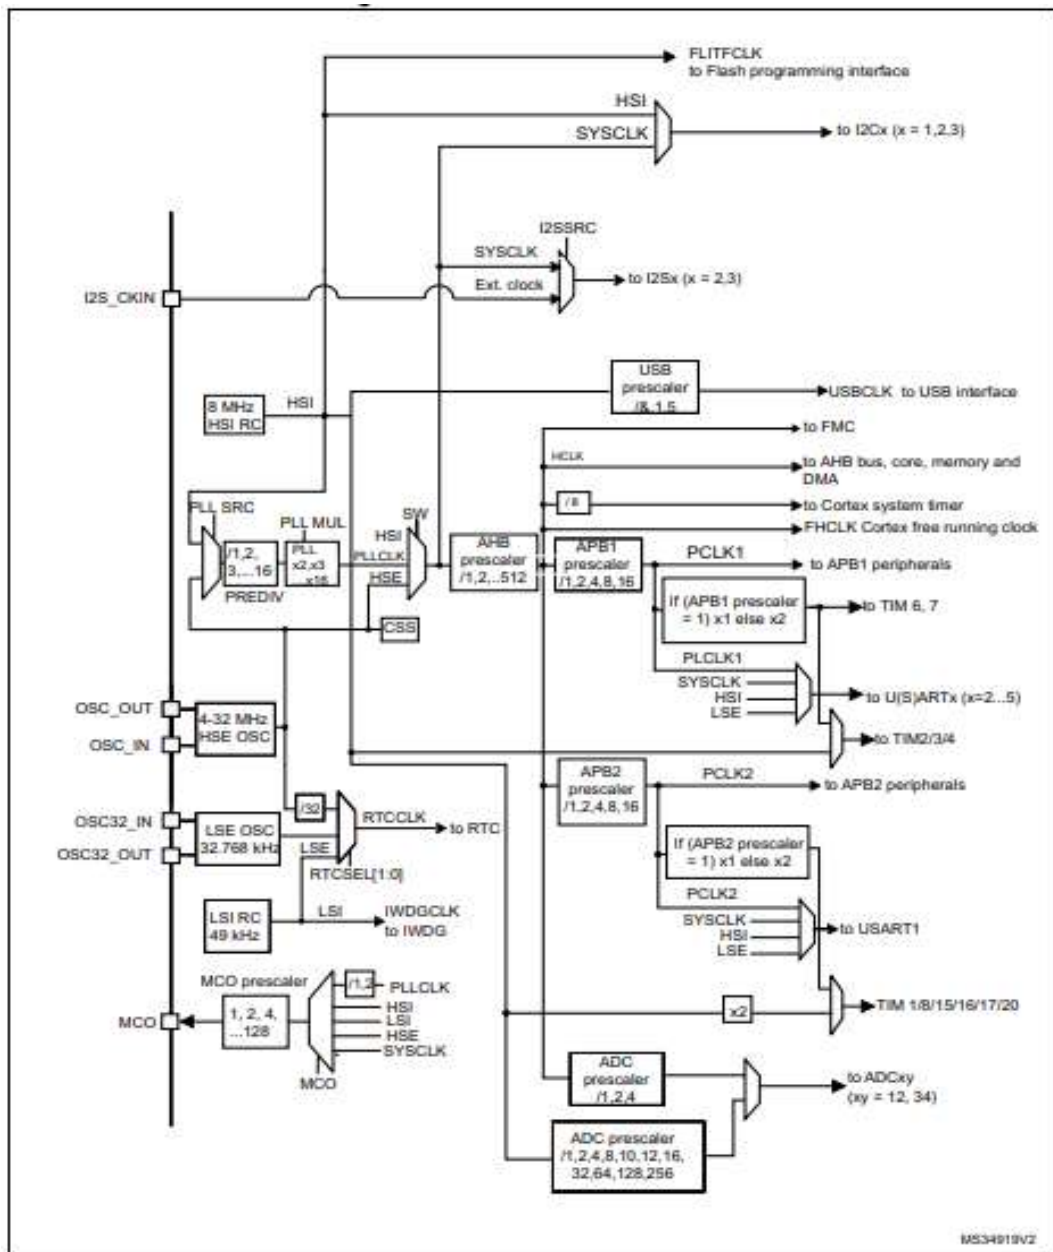 FLITFCLK
to Flash programming interface
HSI
SYSCLK
to I2Cx (x = 1,2,3)
I2SSRC
SYSCLK
Ext. clock
to I2Sx (x = 2,3)
I2S_CKIN
USB
prescaler
/&,1.5
USBCLK to USB interface
8 MHz
HSI RC
HSI
to FMC
HCLK
to AHB bus, core, memory and
DMA
/8
to Cortex system timer
FHCLK Cortex free running clock
PLL SRC
PLL MUL
SW
HSI
PLLCLK
HSE
/1,2,
3,...16
PREDIV
PLL
x2,x3
x16
AHB
prescaler
/1,2,..512
APB1
prescaler
/1,2,4,8,16
PCLK1
to APB1 peripherals
If (APB1 prescaler
= 1) x1 else x2
to TIM 6, 7
CSS
PLCLK1
SYSCLK
HSI
LSE
to U(S)ARTx (x=2...5)
to TIM2/3/4
OSC_OUT
OSC_IN
4-32 MHz
HSE OSC
APB2
prescaler
/1,2,4,8,16
PCLK2
to APB2 peripherals
/32
OSC32_IN
OSC32_OUT
LSE OSC
32.768 kHz
LSE
RTCCLK
to RTC
RTCSEL[1:0]
If (APB2 prescaler
= 1) x1 else x2
PCLK2
SYSCLK
HSI
LSE
to USART1
LSI RC
49 kHz
LSI
IWDGCLK
to IWDG
MCO prescaler
1, 2, 4,
...128
MCO
/1,2
PLLCLK
HSI
LSI
HSE
SYSCLK
MCO
x2
TIM 1/8/15/16/17/20
ADC
prescaler
/1,2,4
to ADCxy
(xy = 12, 34)
ADC prescaler
/1,2,4,8,10.12,16,
32,64,128,256
MS34919V2